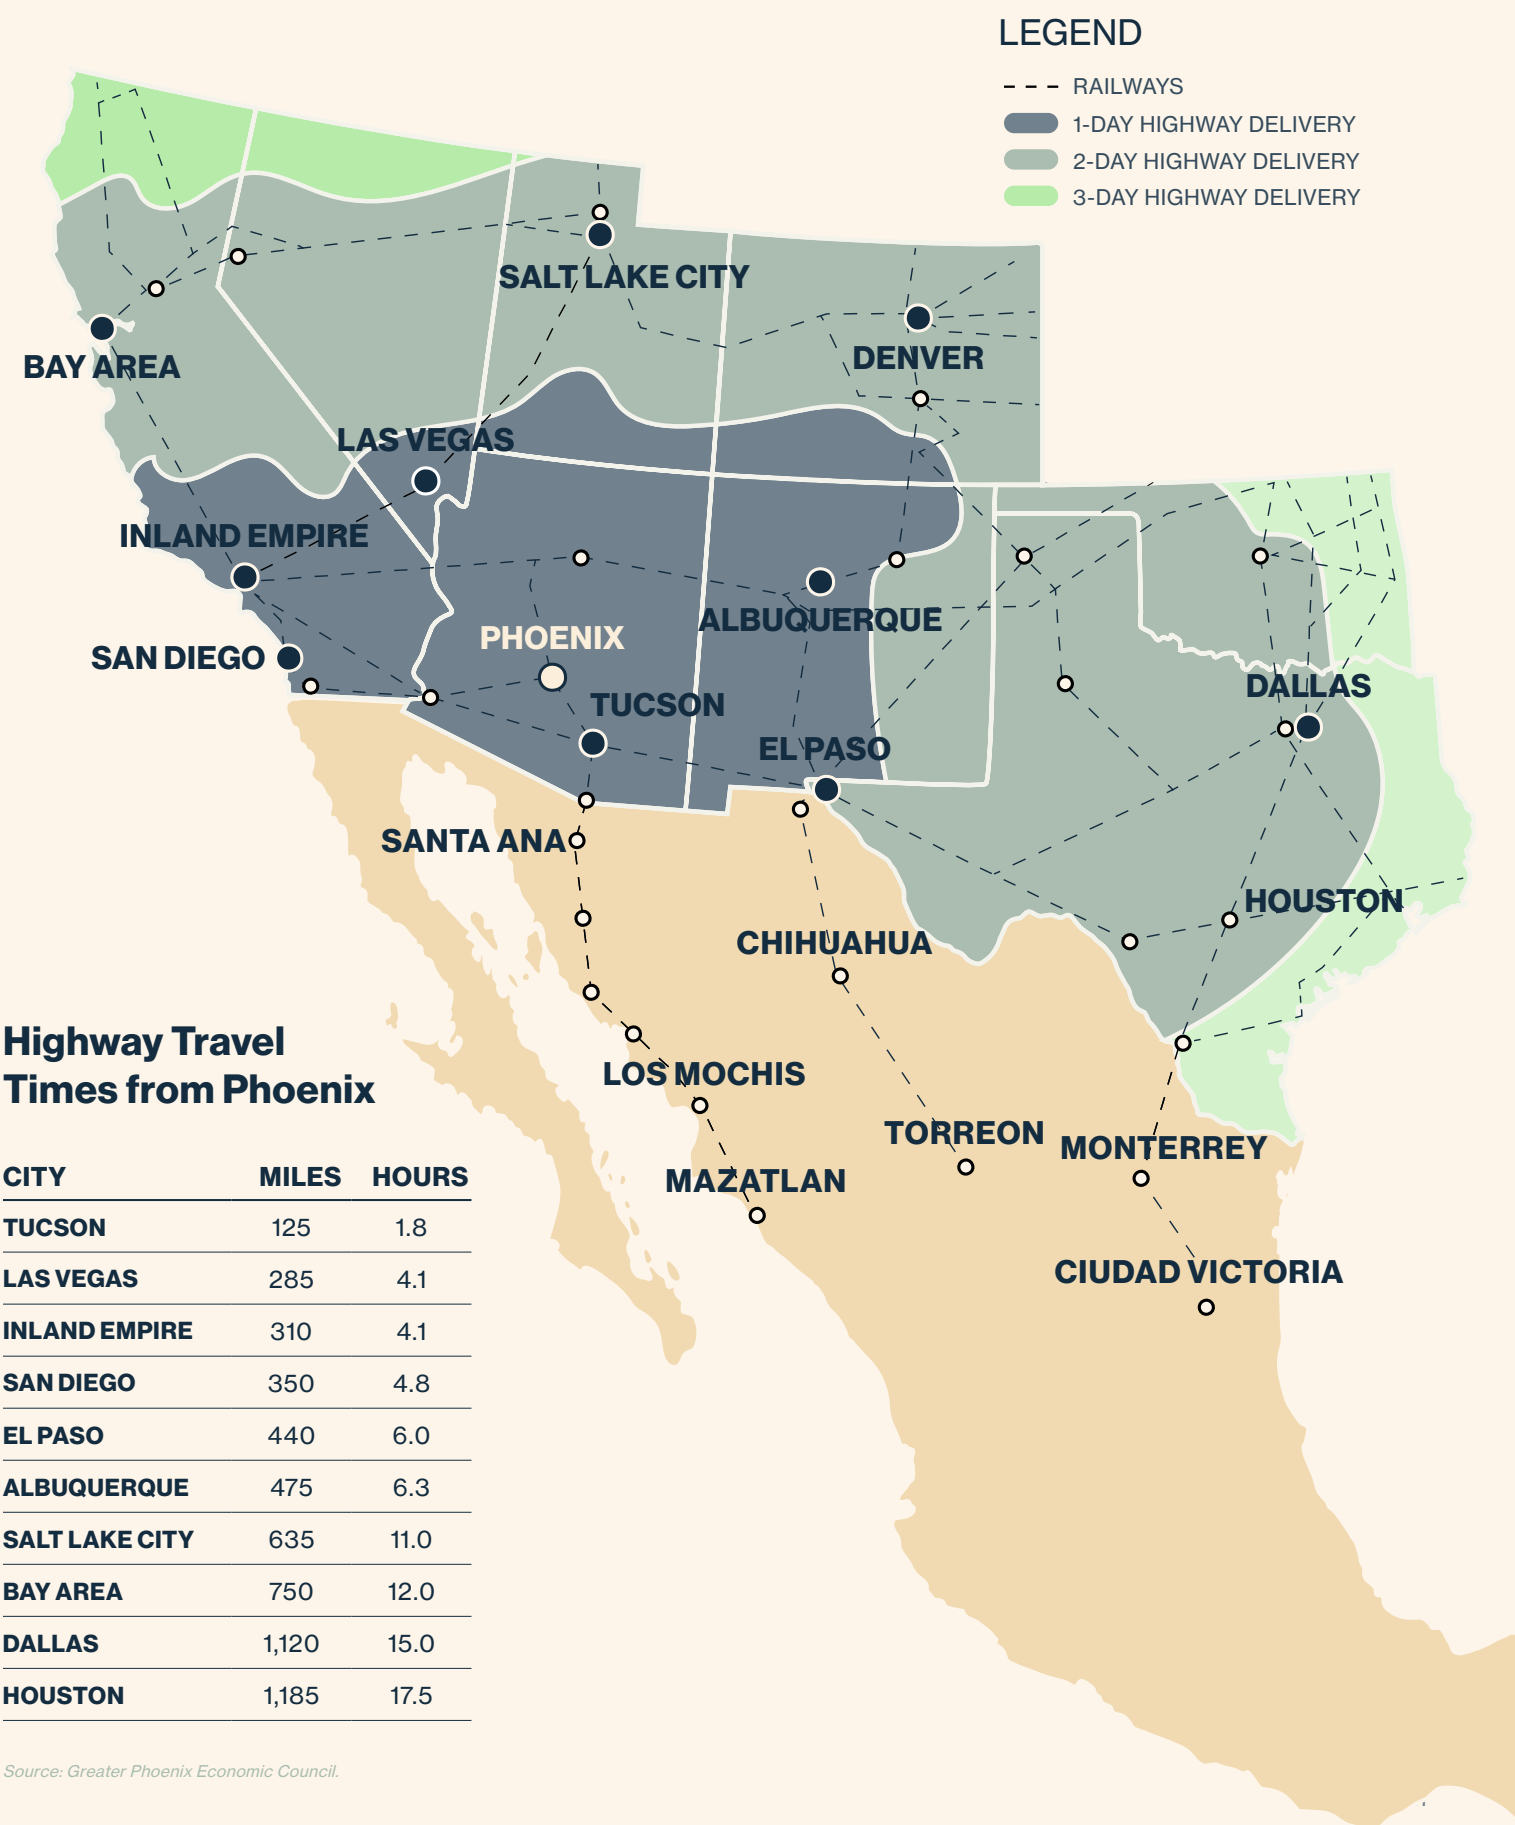 LEGEND
RAILWAYS
1-DAY HIGHWAY DELIVERY
2-DAY HIGHWAY DELIVERY
3-DAY HIGHWAY DELIVERY
SALT LAKE CITY
BAY AREA
DENVER
LAS VEGAS
INLAND EMPIRE
ALBUQUERQUE
PHOENIX
SAN DIEGO
TUCSON
DALLAS
EL PASO
SANTA ANA
HOUSTON
CHIHUAHUA
LOS MOCHIS
TORREON
MONTERREY
MAZATLAN
CIUDAD VICTORIA
Highway Travel
Times from Phoenix
CITY MILES HOURS
TUCSON 125 1.8
LAS VEGAS 285 4.1
INLAND EMPIRE 310 4.1
SAN DIEGO 350 4.8
EL PASO 440 6.0
ALBUQUERQUE 475 6.3
SALT LAKE CITY 635 11.0
BAY AREA 750 12.0
DALLAS 1,120 15.0
HOUSTON 1,185 17.5
Source: Greater Phoenix Economic Council.